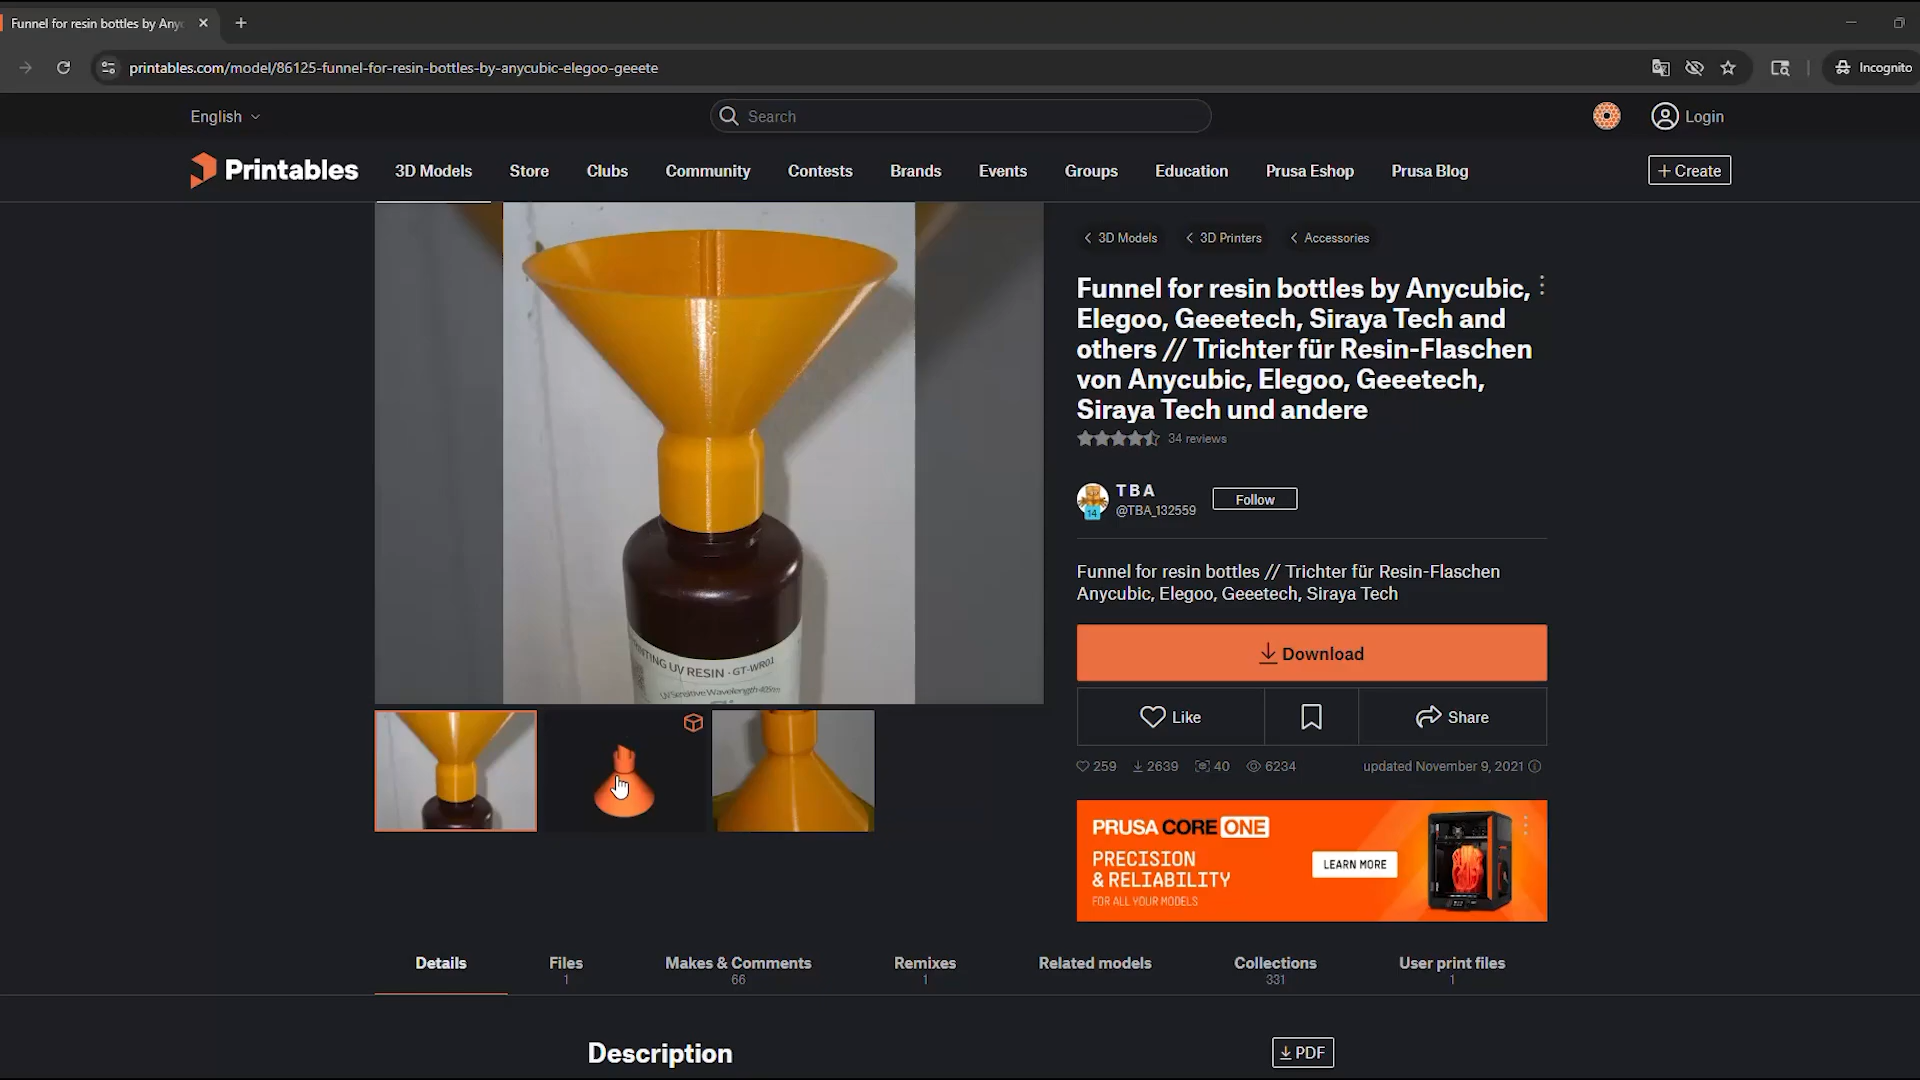 Funnel for resin bottles by Any
printables.com/model/86125-funnel-for-resin-bottles-by-anycubic-elegoo-geeete
Incognito
English
Search
Login
Printables
3D Models
Store
Clubs
Community
Contests
Brands
Events
Groups
Education
Prusa Eshop
Prusa Blog
+ Create
3D Models
3D Printers
Accessories
Funnel for resin bottles by Anycubic,
Elegoo, Geeetech, Siraya Tech and
others // Trichter für Resin-Flaschen
von Anycubic, Elegoo, Geeetech,
Siraya Tech und andere
34 reviews
14
T B A
@TBA_132559
Follow
Funnel for resin bottles // Trichter für Resin-Flaschen
Anycubic, Elegoo, Geeetech, Siraya Tech
Download
Like
Share
259
2639
40
6234
updated November 9, 2021
UV RESIN - GT-WR01
UV Sensitive Wavelength 405nm
PRUSA CORE ONE
PRECISION
& RELIABILITY
FOR ALL YOUR MODELS
LEARN MORE
Details
Files
1
Makes & Comments
66
Remixes
1
Related models
Collections
331
User print files
1
Description
PDF